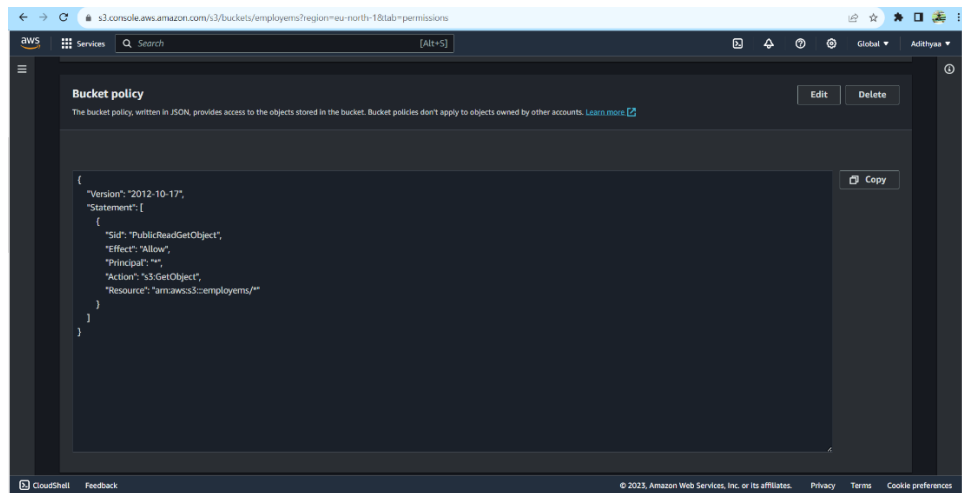 s3.console.aws.amazon.com/s3/buckets/employems?region=eu-north-1&tab=permissions
aws Services Search [Alt+S] Global Adithyaa
Bucket policy Edit Delete
The bucket policy, written in JSON, provides access to the objects stored in the bucket. Bucket policies don't apply to objects owned by other accounts. Learn more
Copy
{
"Version": "2012-10-17",
"Statement": [
{
"Sid": "PublicReadGetObject",
"Effect": "Allow",
"Principal": "*",
"Action": "s3:GetObject",
"Resource": "arn:aws:s3:::employems/*"
}
]
}
CloudShell Feedback © 2023, Amazon Web Services, Inc. or its affiliates. Privacy Terms Cookie preferences